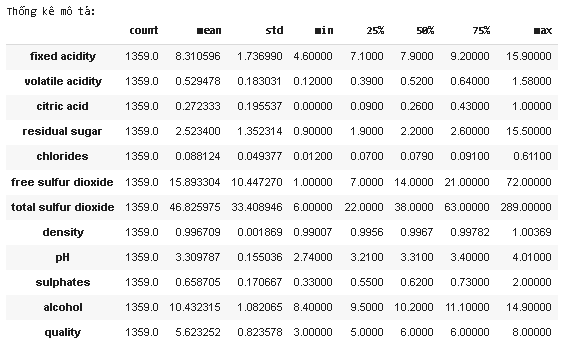 Thống kê mô tả:
count mean std min 25% 50% 75% max
fixed acidity 1359.0 8.310596 1.736990 4.60000 7.1000 7.9000 9.20000 15.90000
volatile acidity 1359.0 0.529478 0.183031 0.12000 0.3900 0.5200 0.64000 1.58000
citric acid 1359.0 0.272333 0.195537 0.00000 0.0900 0.2600 0.43000 1.00000
residual sugar 1359.0 2.523400 1.352314 0.90000 1.9000 2.2000 2.60000 15.50000
chlorides 1359.0 0.088124 0.049377 0.01200 0.0700 0.0790 0.09100 0.61100
free sulfur dioxide 1359.0 15.893304 10.447270 1.00000 7.0000 14.0000 21.00000 72.00000
total sulfur dioxide 1359.0 46.825975 33.408946 6.00000 22.0000 38.0000 63.00000 289.00000
density 1359.0 0.996709 0.001869 0.99007 0.9956 0.9967 0.99782 1.00369
pH 1359.0 3.309787 0.155036 2.74000 3.2100 3.3100 3.40000 4.01000
sulphates 1359.0 0.658705 0.170667 0.33000 0.5500 0.6200 0.73000 2.00000
alcohol 1359.0 10.432315 1.082065 8.40000 9.5000 10.2000 11.10000 14.90000
quality 1359.0 5.623252 0.823578 3.00000 5.0000 6.0000 6.00000 8.00000